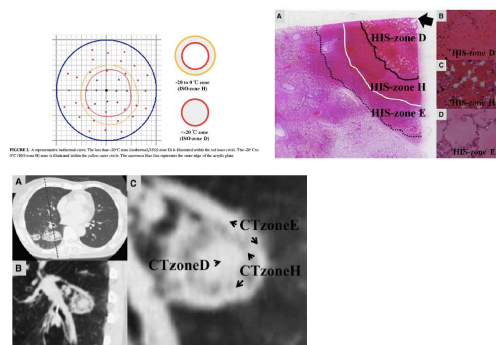 -20 to 0°C zone
(ISO-zone H)
<-20°C zone
(ISO-zone D)
FIGURE 2. A representative isothermal curve. The less than −20°C zone (isothermal [ISO]-zone D) is illustrated within the red inner circle. The -20°C to
0°C (ISO-zone H) zone is illustrated within the yellow outer circle. The outermost blue line represents the outer edge of the acrylic plate.
A
HIS-zone D
HIS-zone H
HIS-zone E
B
HIS-zone D
C
HIS-zone H
D
HIS-zone E
A
B
C
CTzoneE
CTzoneD
CTzoneH